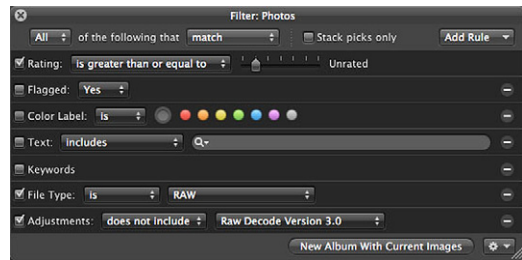 Filter: Photos
All of the following that match Stack picks only Add Rule
Rating: is greater than or equal to Unrated
Flagged: Yes
Color Label: is
Text: includes
Keywords
File Type: is RAW
Adjustments: does not include Raw Decode Version 3.0
New Album With Current Images